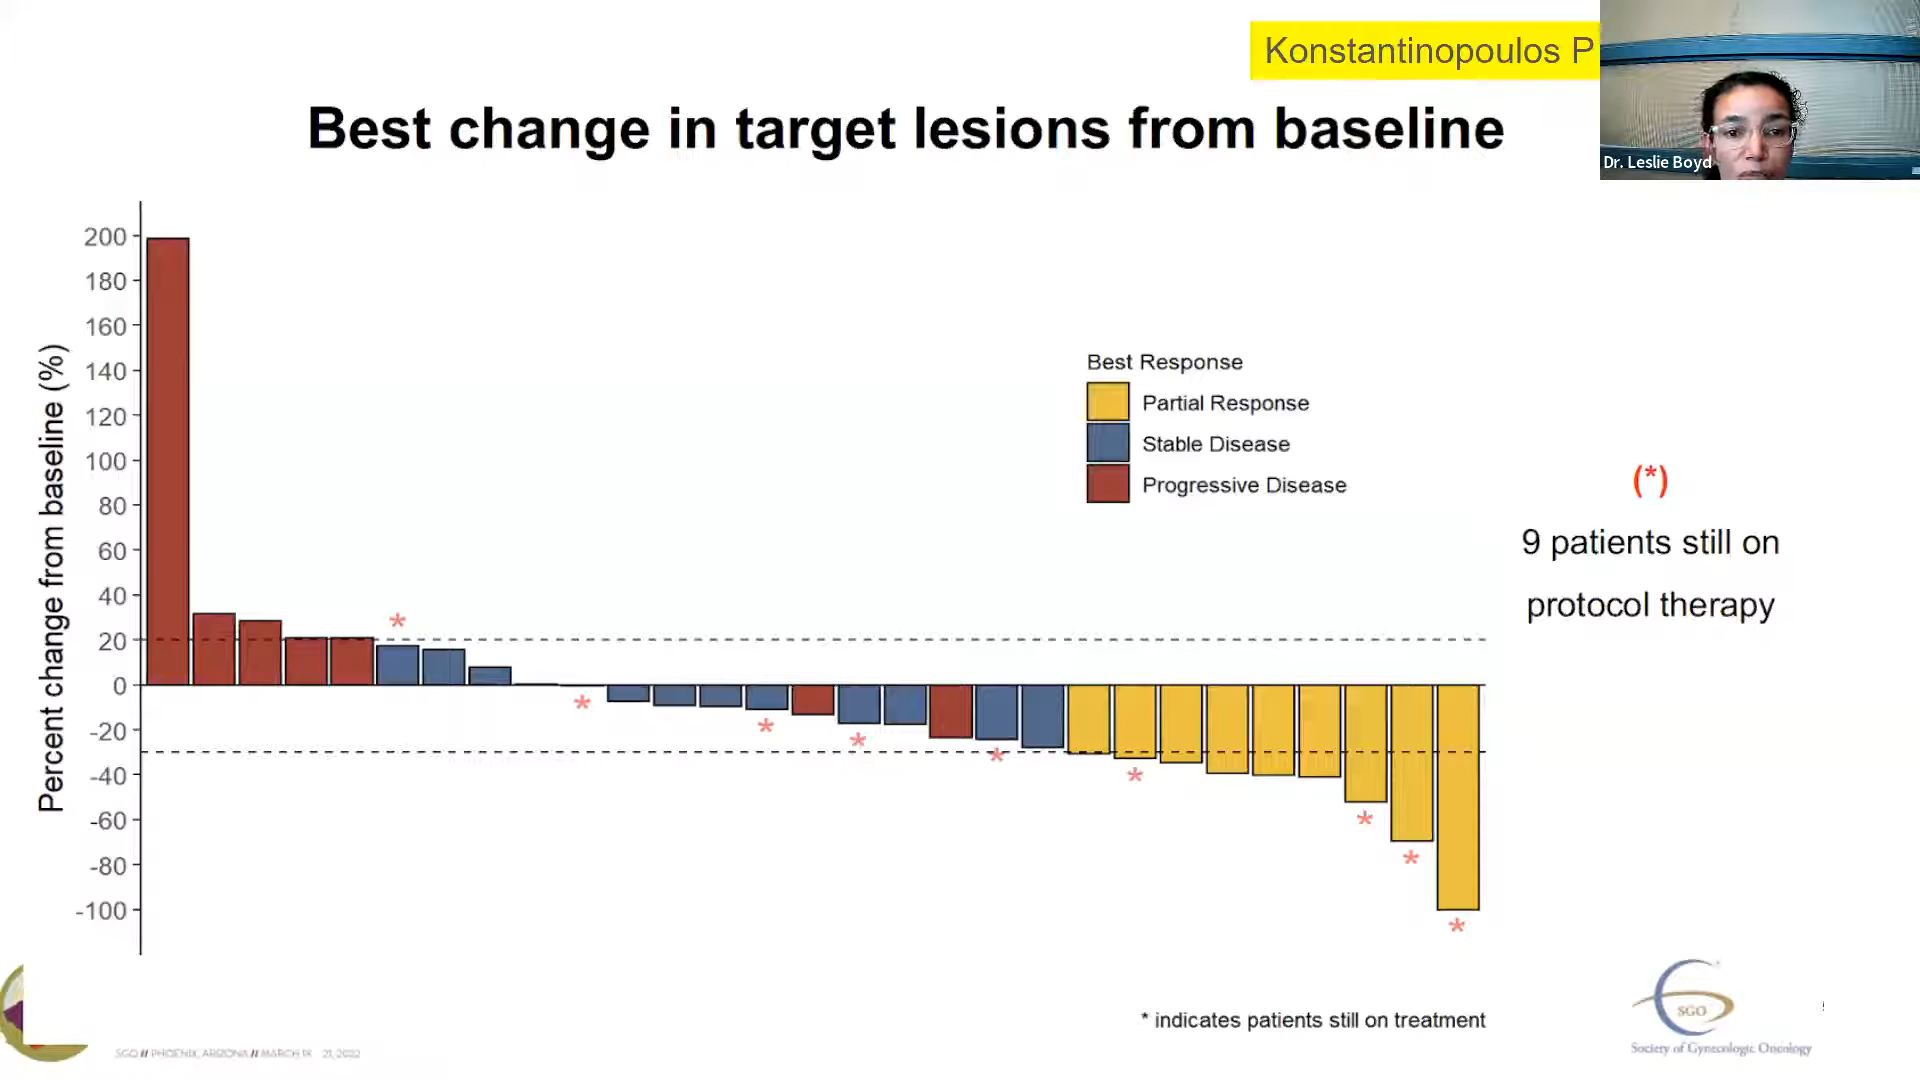 Konstantinopoulos P
Best change in target lesions from baseline
Dr. Leslie Boyd
Percent change from baseline (%)
200
180
160
140
120
100
80
60
40
20
0
-20
-40
-60
-80
-100
*
*
*
*
*
*
*
*
*
Best Response
Partial Response
Stable Disease
Progressive Disease
(*)
9 patients still on
protocol therapy
* indicates patients still on treatment
SGO // PHOENIX, ARIZONA // MARCH 18 - 21, 2022
SGO
Society of Gynecologic Oncology